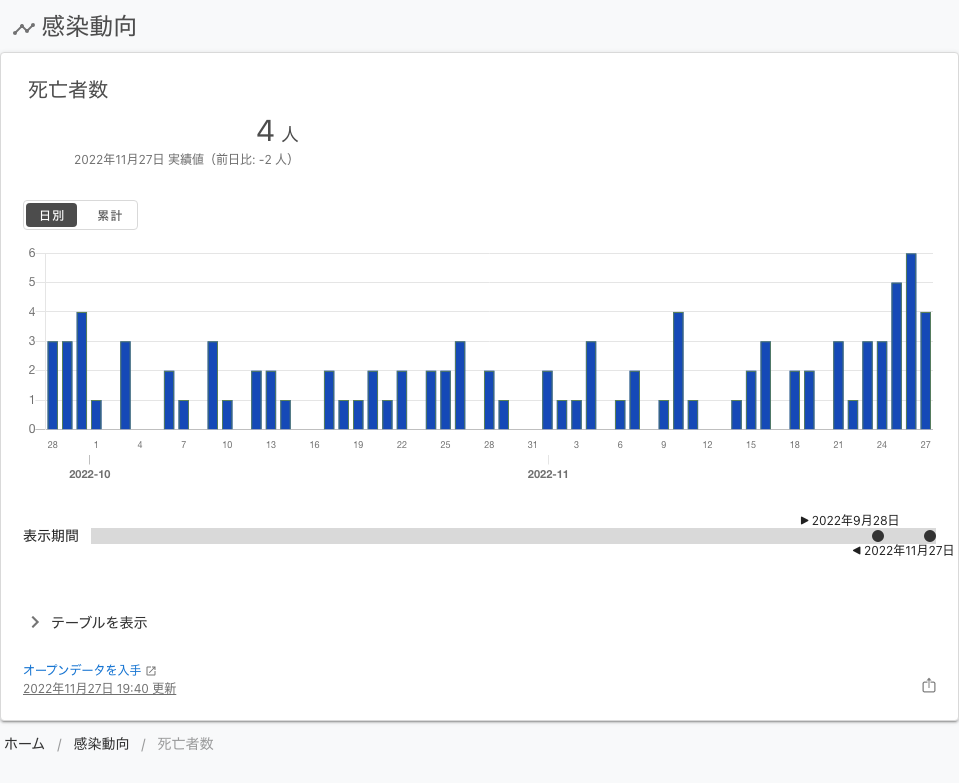 感染動向
死亡者数
4 人
2022年11月27日 実績値（前日比: -2 人）
日別 累計
6
5
4
3
2
1
0
28 1 4 7 10 13 16 19 22 25 28 31 3 6 9 12 15 18 21 24 27
2022-10 2022-11
2022年9月28日
表示期間
2022年11月27日
テーブルを表示
オープンデータを入手
2022年11月27日 19:40 更新
ホーム / 感染動向 / 死亡者数